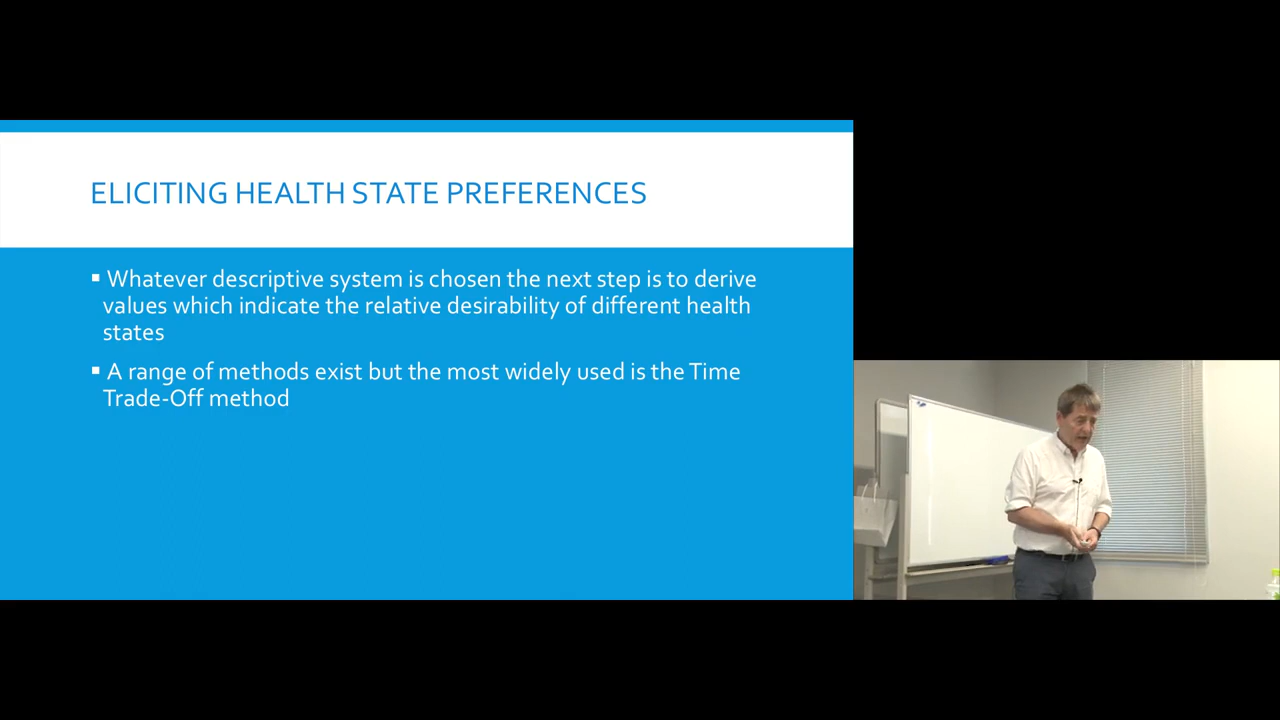 ELICITING HEALTH STATE PREFERENCES
▪ Whatever descriptive system is chosen the next step is to derive
values which indicate the relative desirability of different health
states
▪ A range of methods exist but the most widely used is the Time
Trade-Off method